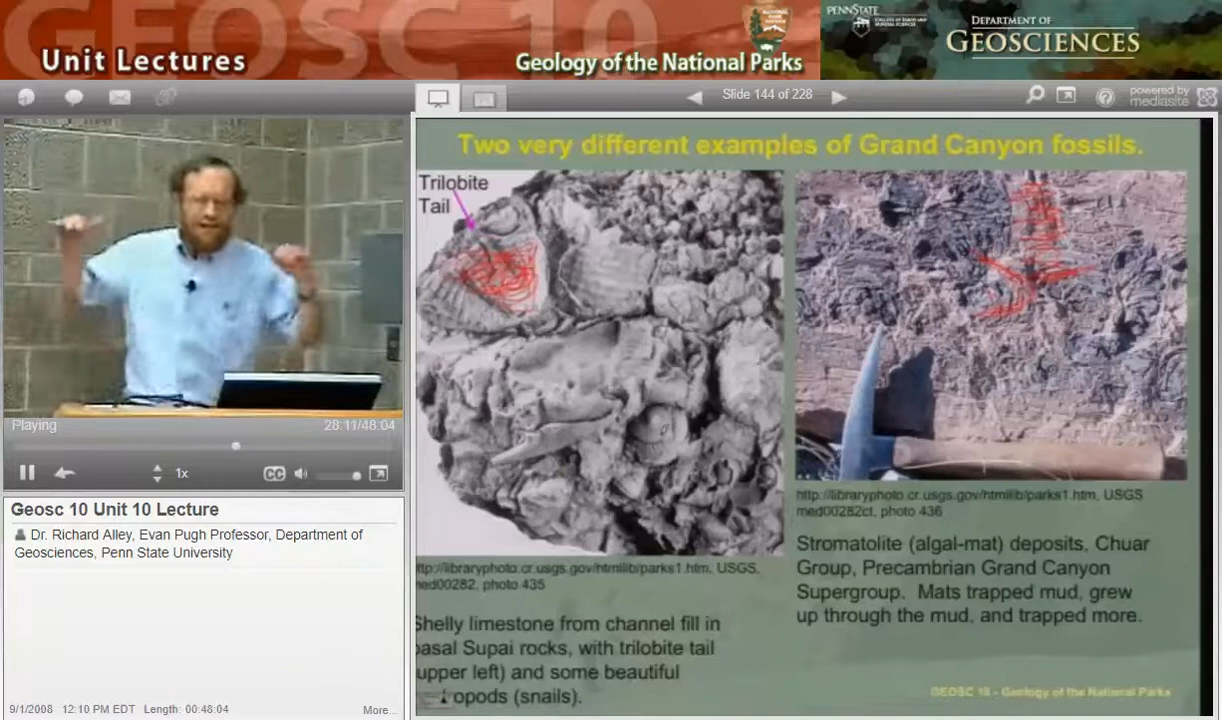 GEOSC 10
Unit Lectures
Geology of the National Parks
NATIONAL PARK SERVICE
PENNSTATE
DEPARTMENT OF
GEOSCIENCES
Slide 144 of 228
powered by
mediasite
Playing
28:11/48:04
1x
CC
Geosc 10 Unit 10 Lecture
Dr. Richard Alley, Evan Pugh Professor, Department of
Geosciences, Penn State University
9/1/2008 12:10 PM EDT Length: 00:48:04
More...
Two very different examples of Grand Canyon fossils.
Trilobite
Tail
ttp://libraryphoto.cr.usgs.gov/htmllib/parks1.htm, USGS,
ned00282, photo 435
Shelly limestone from channel fill in
basal Supai rocks, with trilobite tail
upper left) and some beautiful
ropods (snails).
http://libraryphoto.cr.usgs.gov/htmllib/parks1.htm, USGS
med00282ct, photo 436
Stromatolite (algal-mat) deposits, Chuar
Group, Precambrian Grand Canyon
Supergroup. Mats trapped mud, grew
up through the mud, and trapped more.
GEOSC 10 - Geology of the National Parks